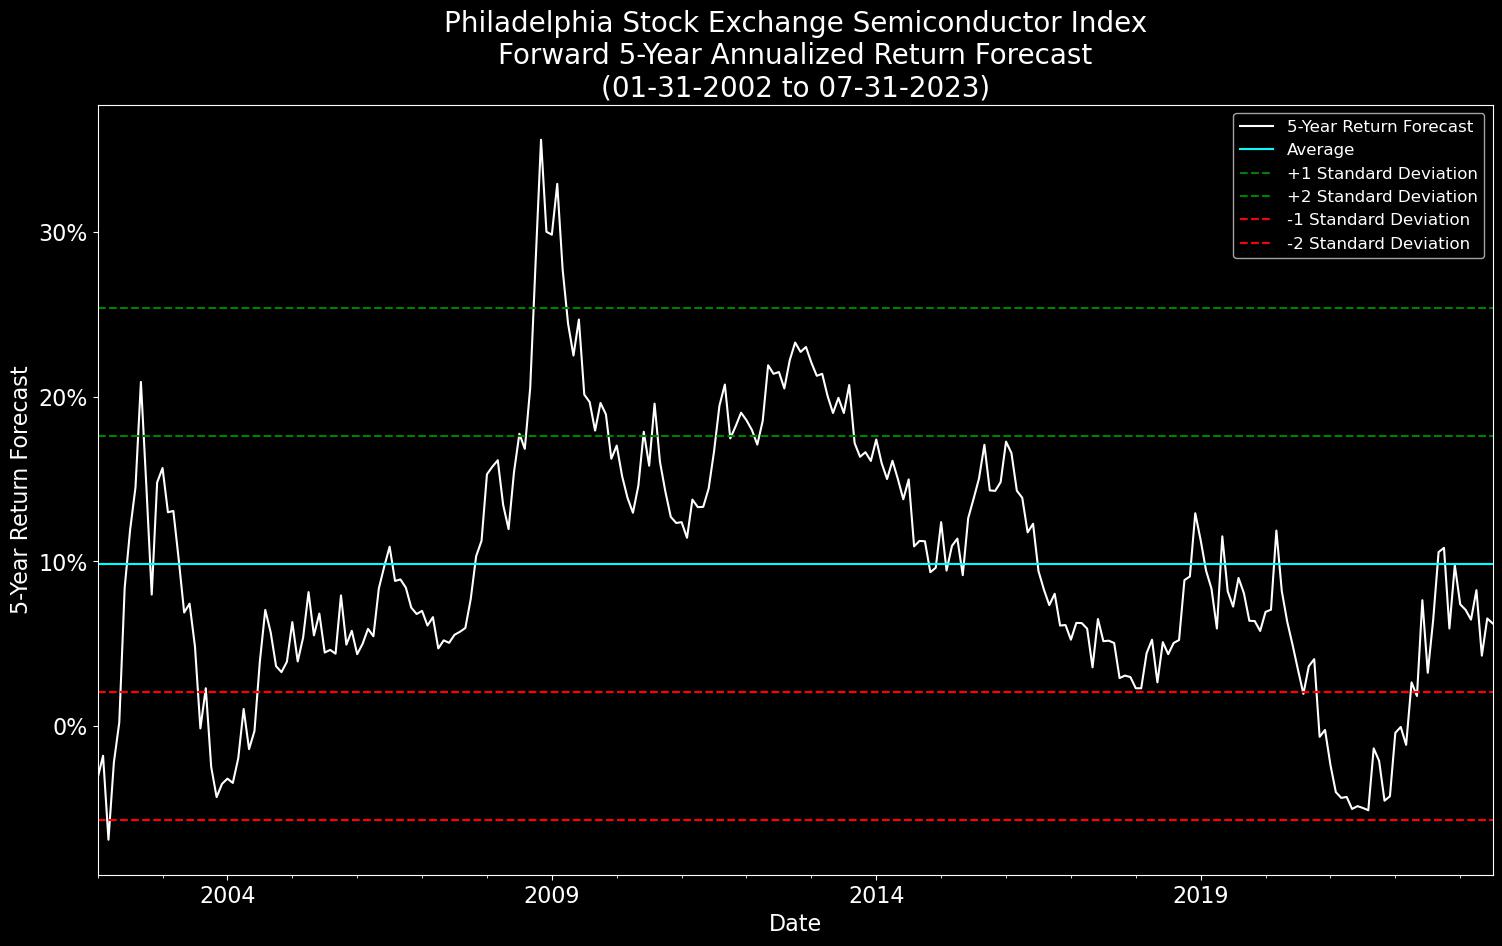 Philadelphia Stock Exchange Semiconductor Index
Forward 5-Year Annualized Return Forecast
(01-31-2002 to 07-31-2023)
5-Year Return Forecast
Average
+1 Standard Deviation
+2 Standard Deviation
-1 Standard Deviation
-2 Standard Deviation
30%
20%
10%
0%
5-Year Return Forecast
2004
2009
2014
2019
Date